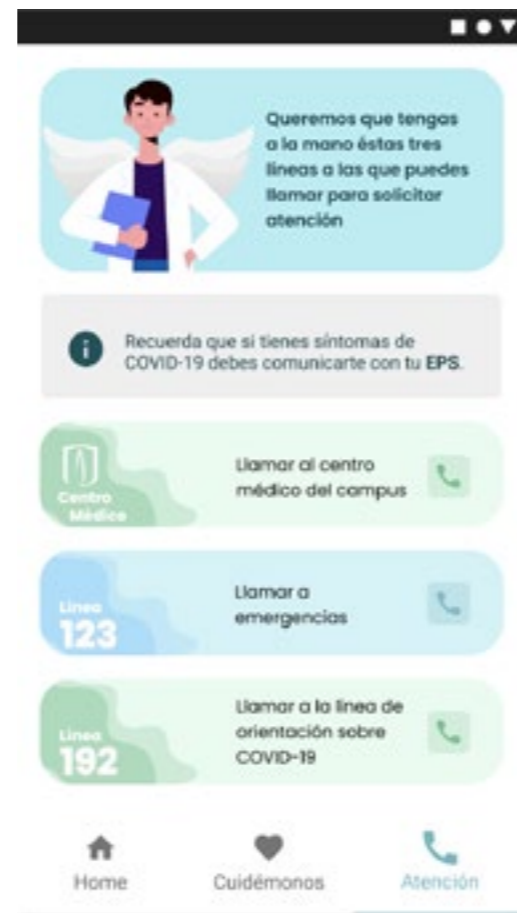 Queremos que tengas
a la mano éstas tres
líneas a las que puedes
llamar para solicitar
atención
Recuerda que si tienes síntomas de
COVID-19 debes comunicarte con tu EPS.
Centro
Médico
Llamar al centro
médico del campus
Línea
123
Llamar a
emergencias
Línea
192
Llamar a la línea de
orientación sobre
COVID-19
Home
Cuidémonos
Atención